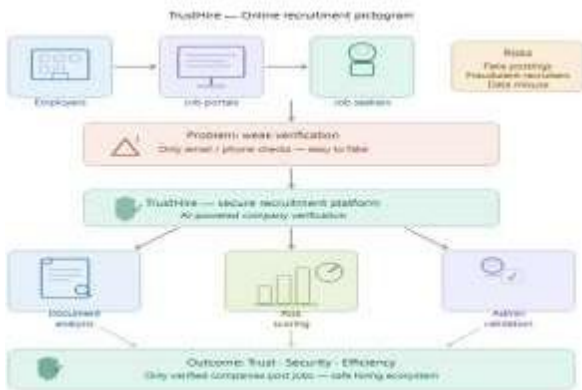 TrustHire — Online recruitment pictogram
Employers
Job portals
Job seekers
Risks
Fake postings
Fraudulent recruiters
Data misuse
Problem: weak verification
Only email / phone checks — easy to fake
TrustHire — secure recruitment platform
AI-powered company verification
Document
analysis
Risk
scoring
Admin
validation
Outcome: Trust · Security · Efficiency
Only verified companies post jobs — safe hiring ecosystem